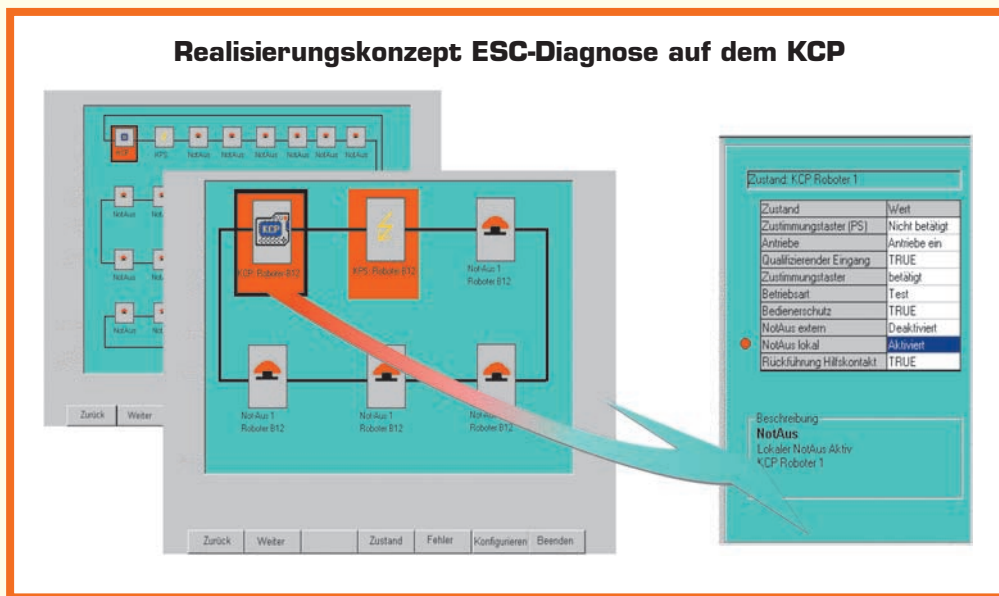 Realisierungskonzept ESC-Diagnose auf dem KCP
KCP
KPS
NotAus
NotAus
NotAus
NotAus
NotAus
NotAus
NotAus
NotAus
NotAus
Zurück
Weiter
KCP
KCP Roboter B12
KPS Roboter B12
NotAus 1
Roboter B12
NotAus 1
Roboter B12
NotAus 1
Roboter B12
NotAus 1
Roboter B12
Zurück
Weiter
Zustand
Fehler
Konfigurieren
Beenden
Zustand: KCP Roboter 1
Zustand Wert
Zustimmungstaster (PS) Nicht betätigt
Antriebe Antriebe ein
Qualifizierender Eingang TRUE
Zustimmungstaster betätigt
Betriebsart Test
Bedienerschutz TRUE
NotAus extern Deaktiviert
NotAus lokal Aktiviert
Rückführung Hilfskontakt TRUE
Beschreibung
NotAus
Lokaler NotAus Aktiv
KCP Roboter 1